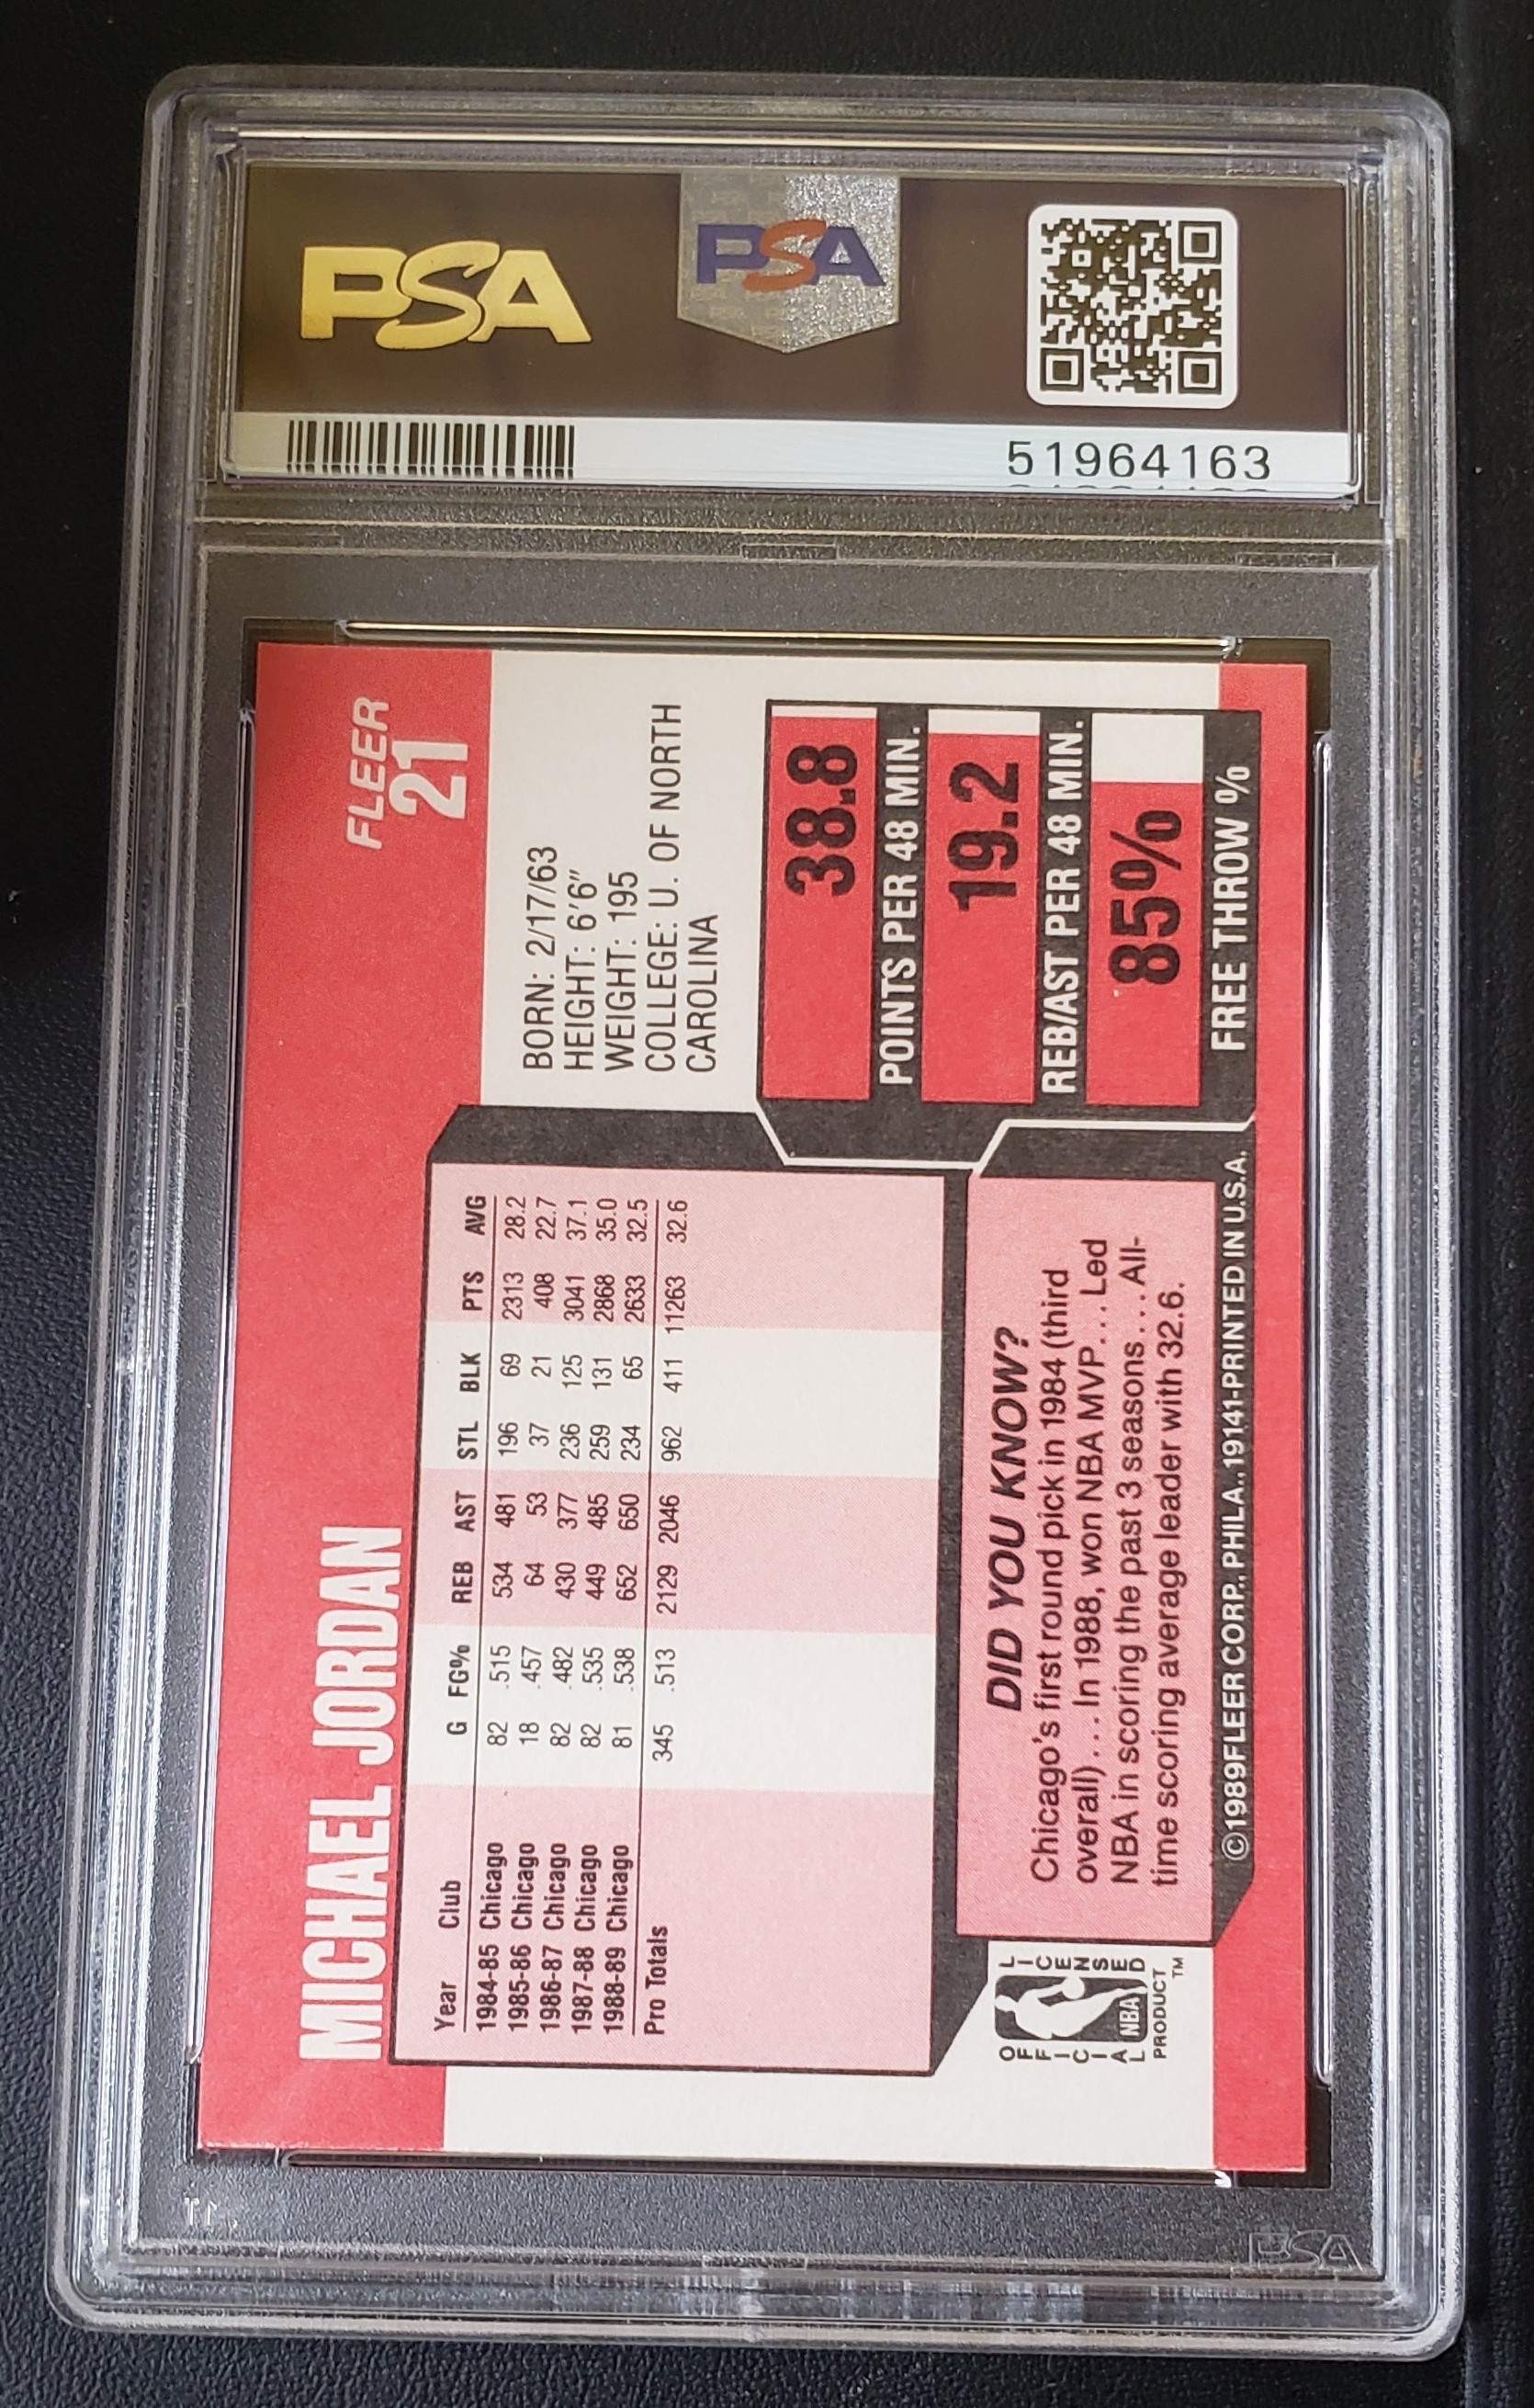 PSA
PSA
51964163
FLEER
21
MICHAEL JORDAN
Year Club G FG% REB AST STL BLK PTS AVG
1984-85 Chicago 82 .515 534 481 196 69 2313 28.2
1985-86 Chicago 18 .457 64 53 37 21 408 22.7
1986-87 Chicago 82 .482 430 377 236 125 3041 37.1
1987-88 Chicago 82 .535 449 485 259 131 2868 35.0
1988-89 Chicago 81 .538 652 650 234 65 2633 32.5
Pro Totals 345 .513 2129 2046 962 411 11263 32.6
BORN: 2/17/63
HEIGHT: 6'6"
WEIGHT: 195
COLLEGE: U. OF NORTH
CAROLINA
38.8
POINTS PER 48 MIN.
19.2
REB/AST PER 48 MIN.
85%
FREE THROW %
DID YOU KNOW?
Chicago's first round pick in 1984 (third
overall)...In 1988, won NBA MVP...Led
NBA in scoring the past 3 seasons...All-
time scoring average leader with 32.6.
OFFICIAL LICENSED
NBA
PRODUCT
TM
©1989FLEER CORP., PHILA., 19141-PRINTED IN U.S.A.
PSA